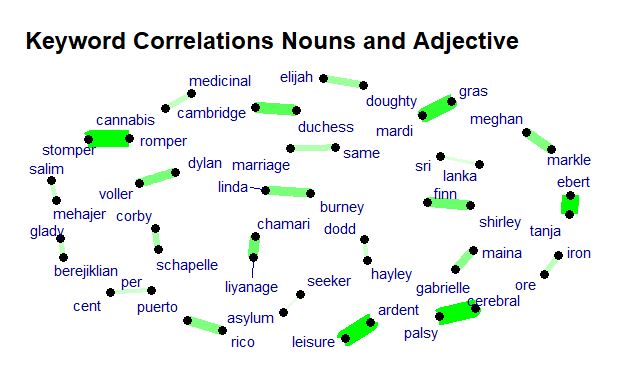 Keyword Correlations Nouns and Adjective
medicinal
elijah
gras
cannabis
cambridge
doughty
meghan
duchess
mardi
stomper
romper
same
markle
salim
dylan
marriage
sri
lanka
ebert
voller
linda
finn
mehajer
corby
burney
shirley
tanja
glady
chamari
dodd
maina
iron
berejiklian
schapelle
hayley
gabrielle
ore
per
liyanage
seeker
cerebral
cent
puerto
asylum
ardent
palsy
rico
leisure